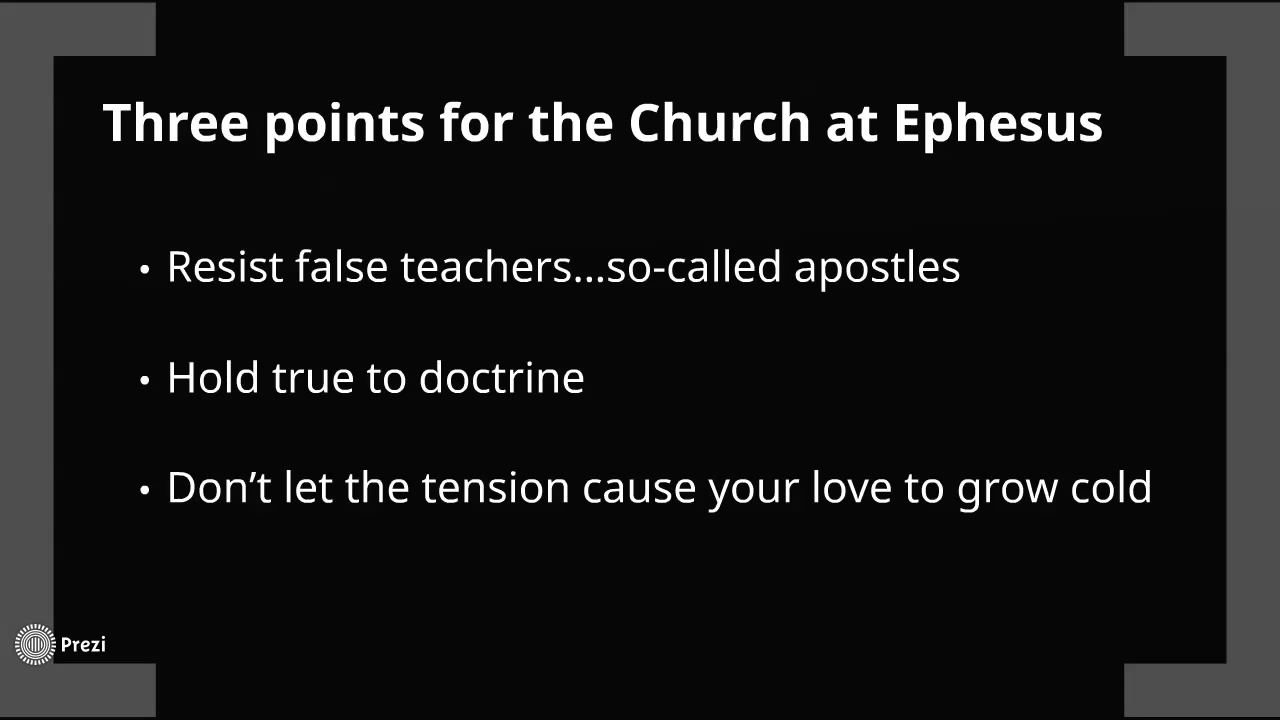 Three points for the Church at Ephesus
• Resist false teachers...so-called apostles
• Hold true to doctrine
• Don’t let the tension cause your love to grow cold
Prezi